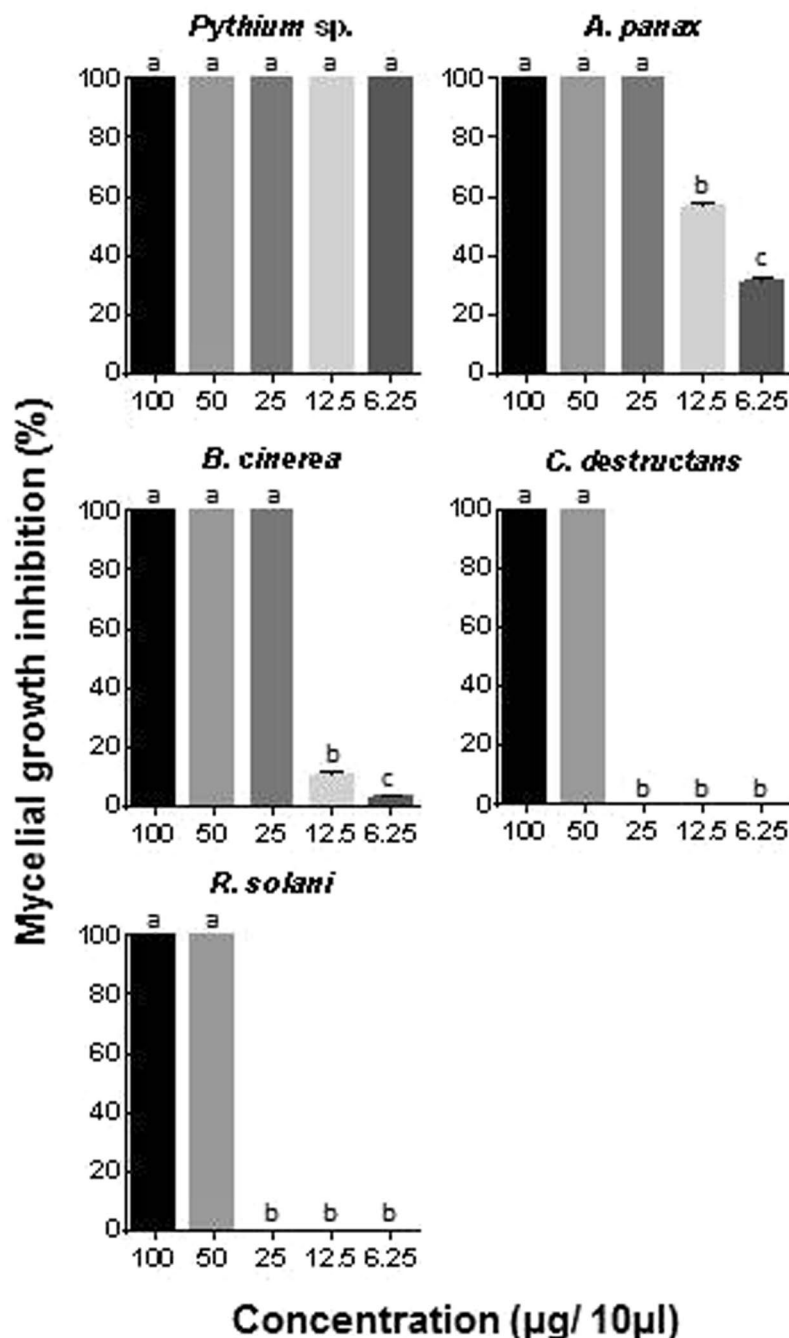 Mycelial growth inhibition (%)
Pythium sp.
a a a a a
100
80
60
40
20
0
100 50 25 12.5 6.25
A. panax
a a a
b
c
100
80
60
40
20
0
100 50 25 12.5 6.25
B. cinerea
a a a
b
c
100
80
60
40
20
0
100 50 25 12.5 6.25
C. destructans
a a
b b b
100
80
60
40
20
0
100 50 25 12.5 6.25
R. solani
a a
b b b
100
80
60
40
20
0
100 50 25 12.5 6.25
Concentration (µg/ 10µl)